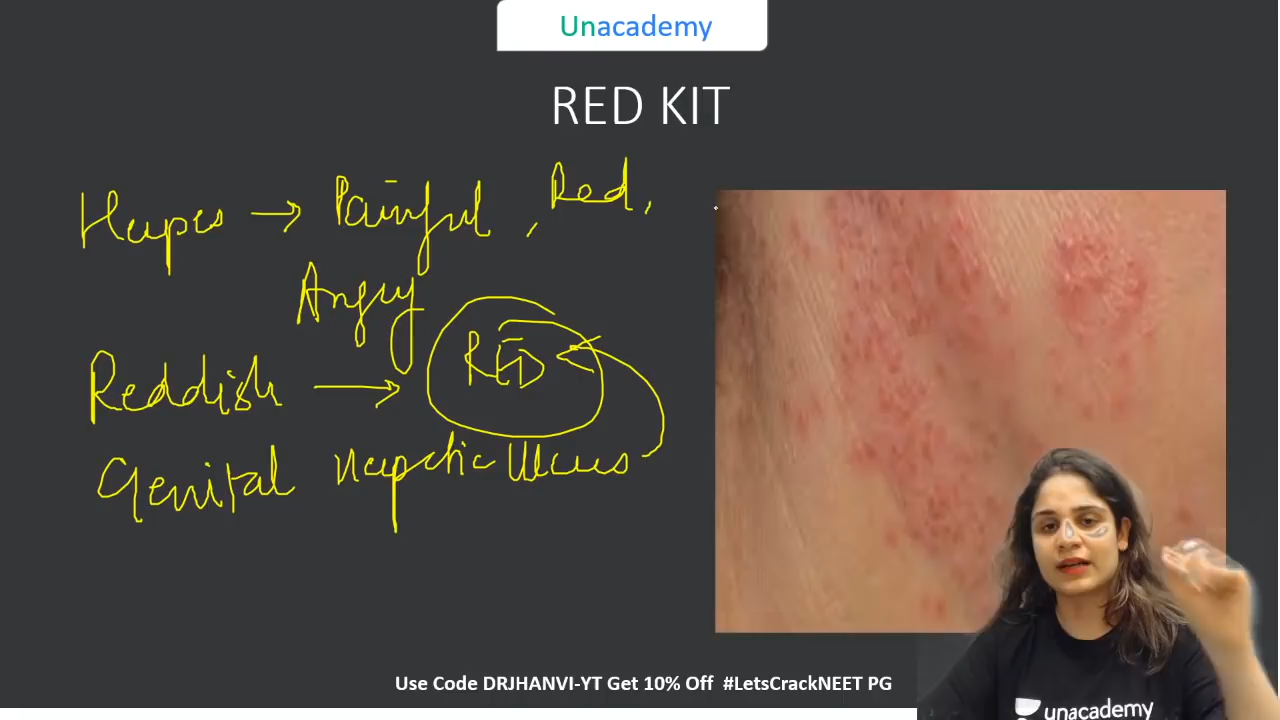 Unacademy
RED KIT
Herpes → Painful, Red,
Angry
Reddish → RED
Genital herpetic Ulcers
Use Code DRJHANVI-YT Get 10% Off #LetsCrackNEET PG
unacademy